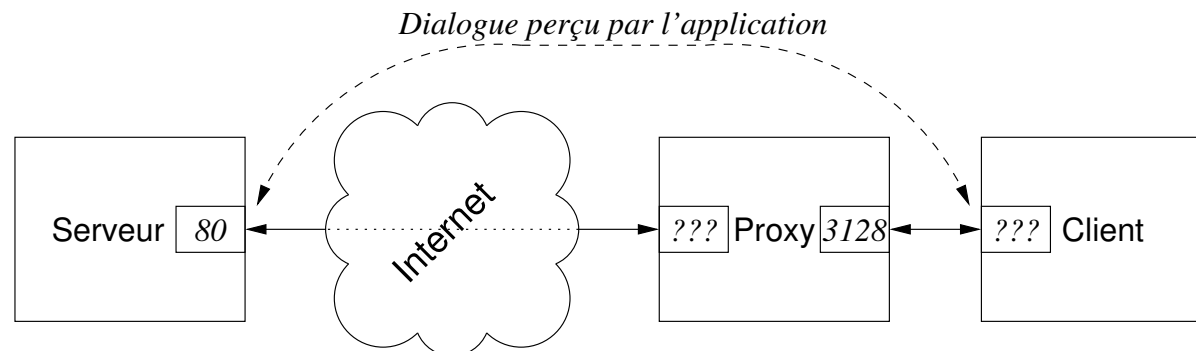 Dialogue perçu par l'application
Serveur
80
Internet
???
Proxy
3128
???
Client